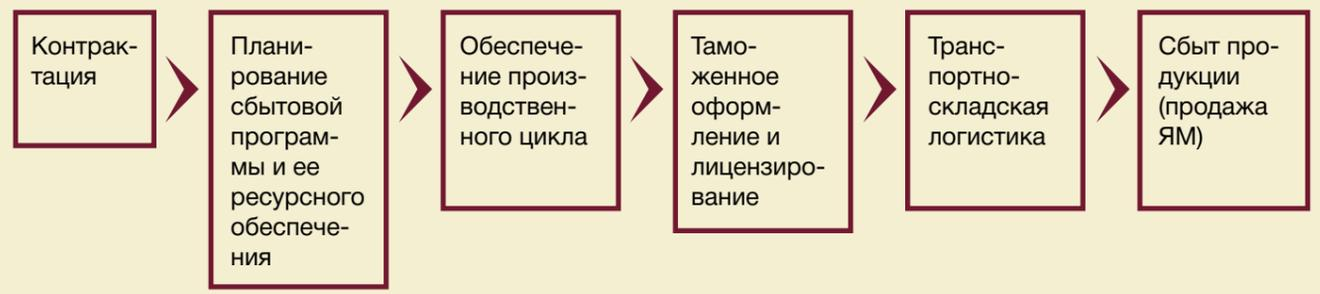 Контрак-
тация
Плани-
рование
сбытовой
програм-
мы и ее
ресурсного
обеспече-
ния
Обеспече-
ние произ-
водствен-
ного цикла
Тамо-
женное
оформ-
ление и
лицензиро-
вание
Транс-
портно-
складская
логистика
Сбыт про-
дукции
(продажа
ЯМ)